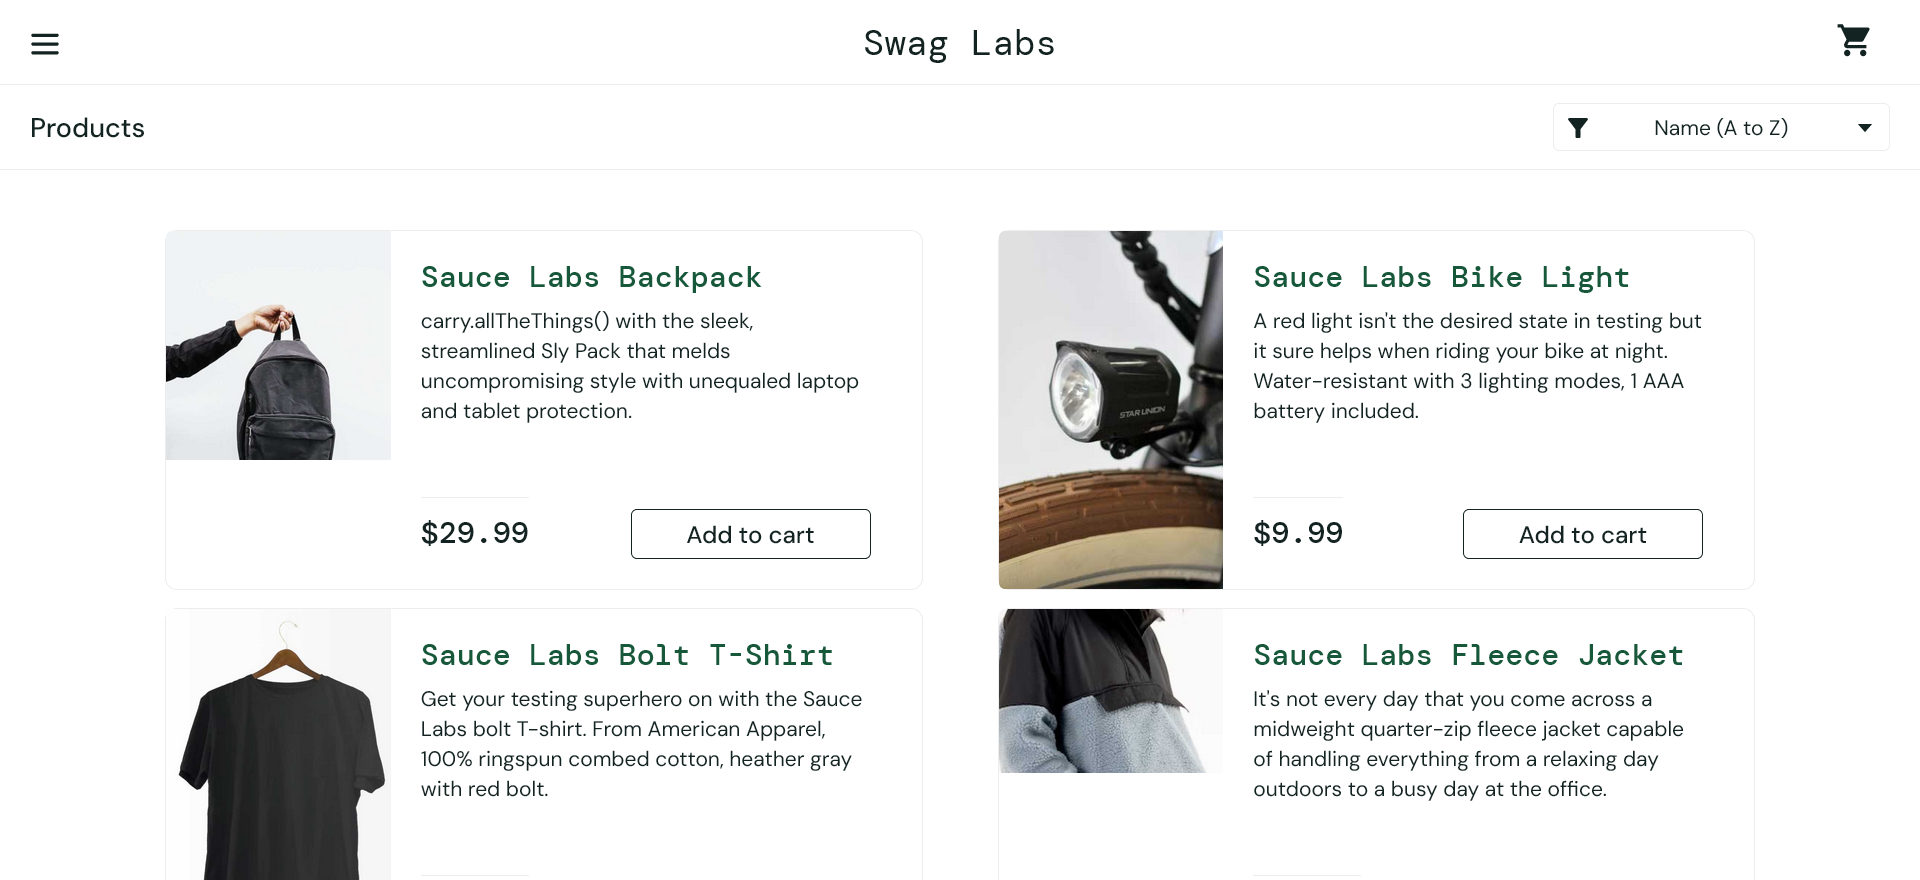 Swag Labs
Products
Name (A to Z)
Sauce Labs Backpack
carry.allTheThings() with the sleek,
streamlined Sly Pack that melds
uncompromising style with unequaled laptop
and tablet protection.
$29.99
Add to cart
Sauce Labs Bike Light
A red light isn't the desired state in testing but
it sure helps when riding your bike at night.
Water-resistant with 3 lighting modes, 1 AAA
battery included.
STAR UNION
$9.99
Add to cart
Sauce Labs Bolt T-Shirt
Get your testing superhero on with the Sauce
Labs bolt T-shirt. From American Apparel,
100% ringspun combed cotton, heather gray
with red bolt.
Sauce Labs Fleece Jacket
It's not every day that you come across a
midweight quarter-zip fleece jacket capable
of handling everything from a relaxing day
outdoors to a busy day at the office.